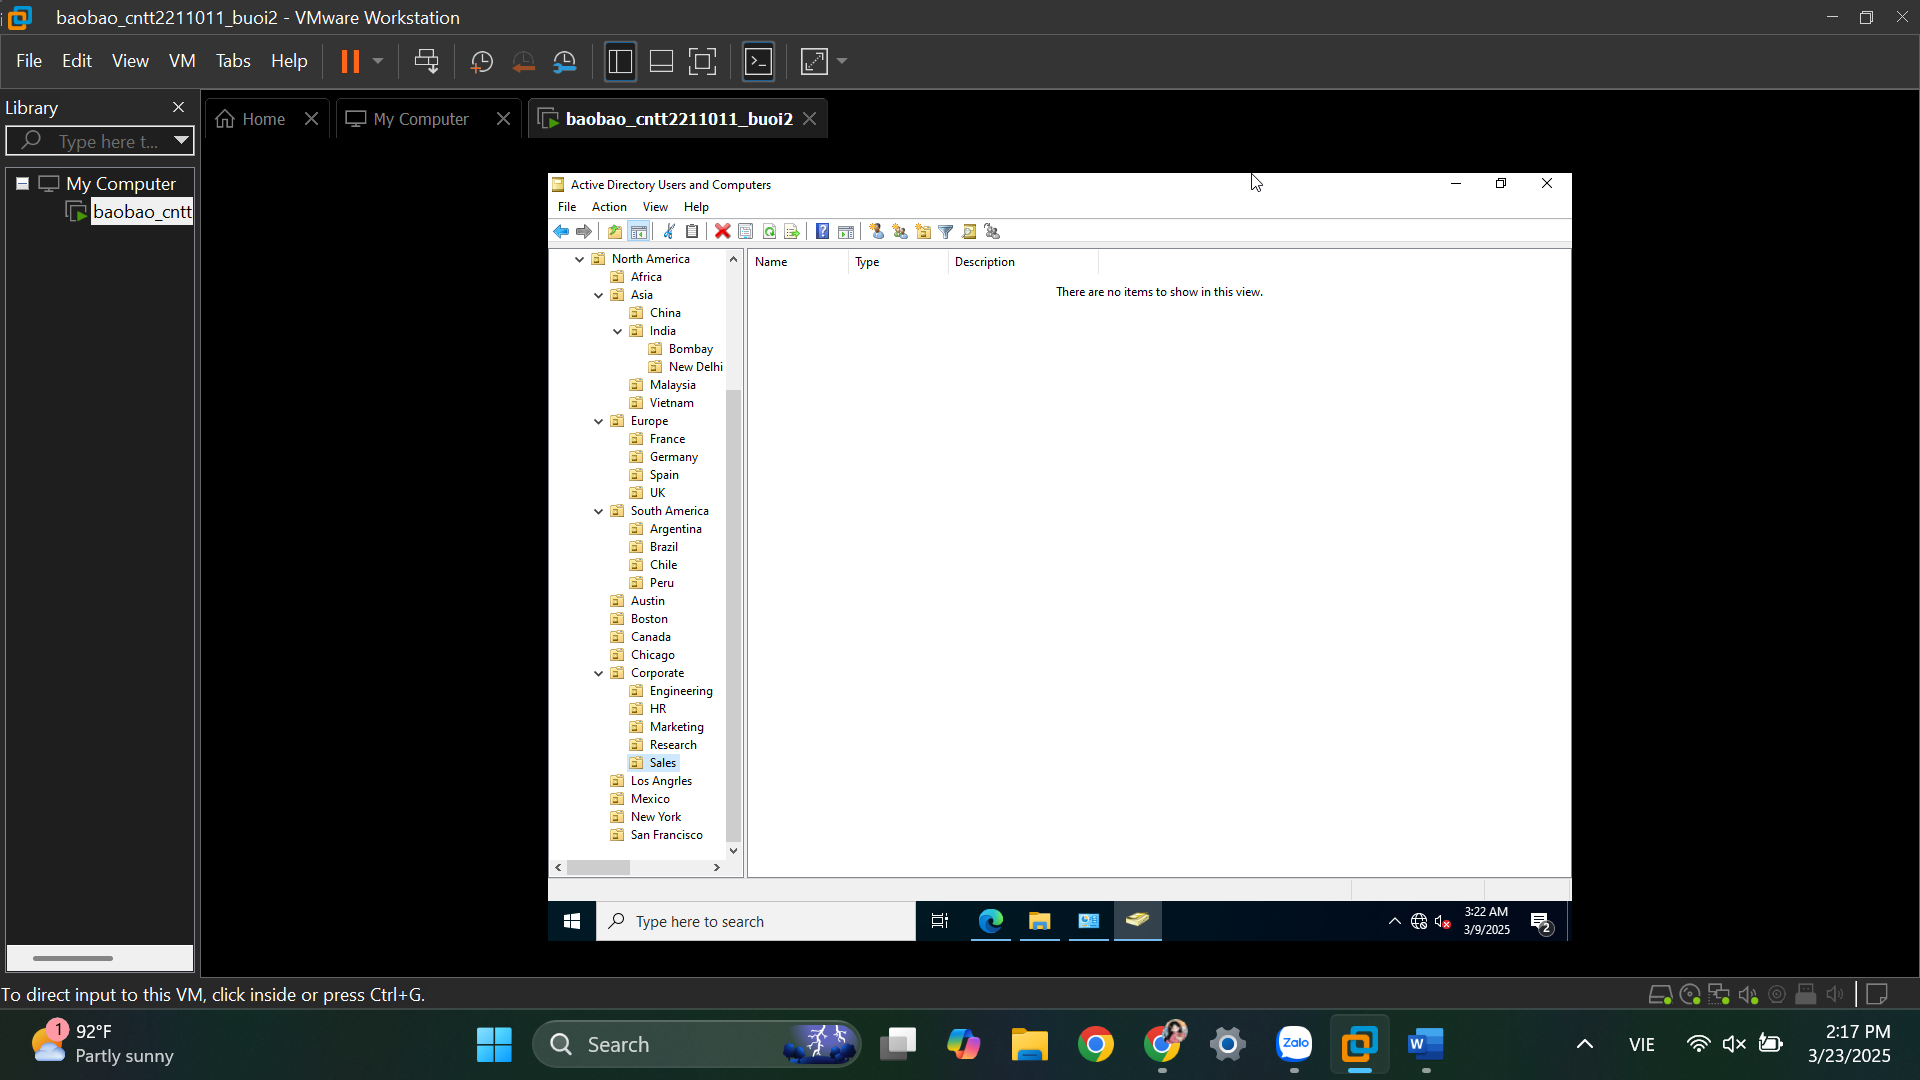 baobao_cntt2211011_buoi2 - VMware Workstation
File Edit View VM Tabs Help
Library
Home
My Computer
baobao_cntt2211011_buoi2
Type here t...
My Computer
baobao_cntt
Active Directory Users and Computers
File Action View Help
Name Type Description
There are no items to show in this view.
North America
Africa
Asia
China
India
Bombay
New Delhi
Malaysia
Vietnam
Europe
France
Germany
Spain
UK
South America
Argentina
Brazil
Chile
Peru
Austin
Boston
Canada
Chicago
Corporate
Engineering
HR
Marketing
Research
Sales
Los Angrles
Mexico
New York
San Francisco
Type here to search
3:22 AM
3/9/2025
2
To direct input to this VM, click inside or press Ctrl+G.
1
92°F
Partly sunny
Search
Zalo
W
VIE
2:17 PM
3/23/2025